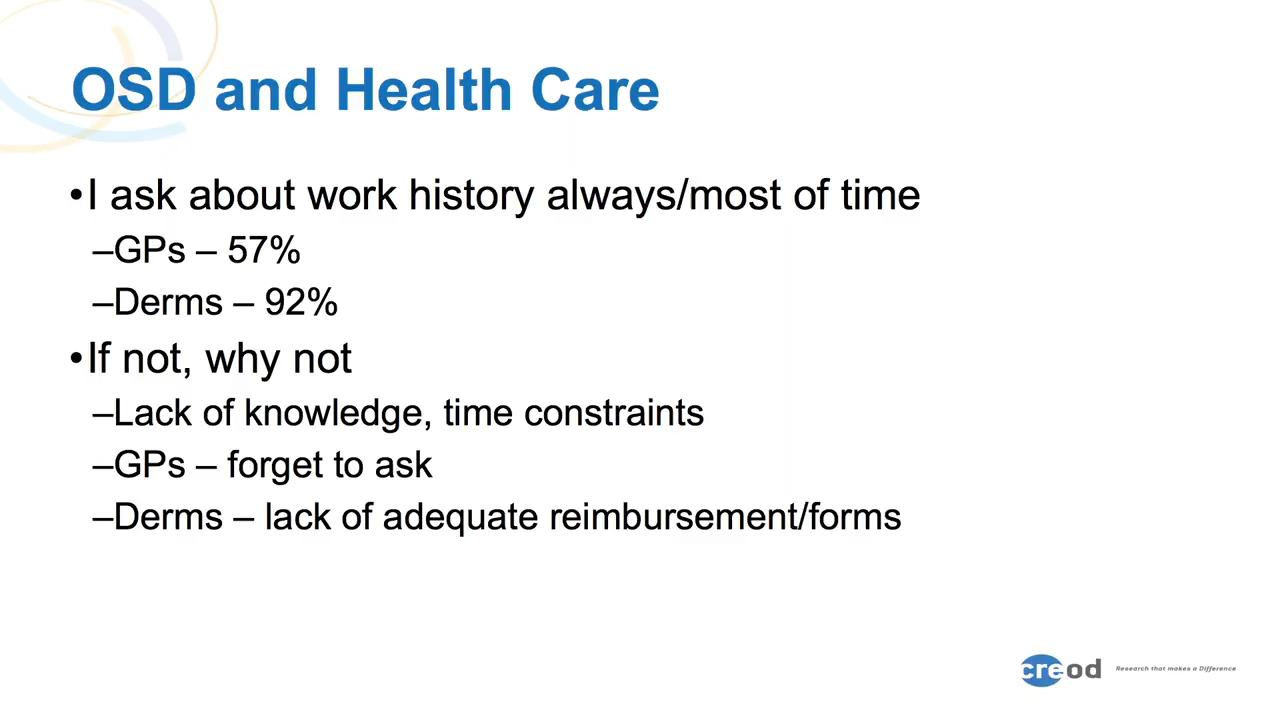 OSD and Health Care
•I ask about work history always/most of time
–GPs – 57%
–Derms – 92%
•If not, why not
–Lack of knowledge, time constraints
–GPs – forget to ask
–Derms – lack of adequate reimbursement/forms
creod
Research that makes a Difference